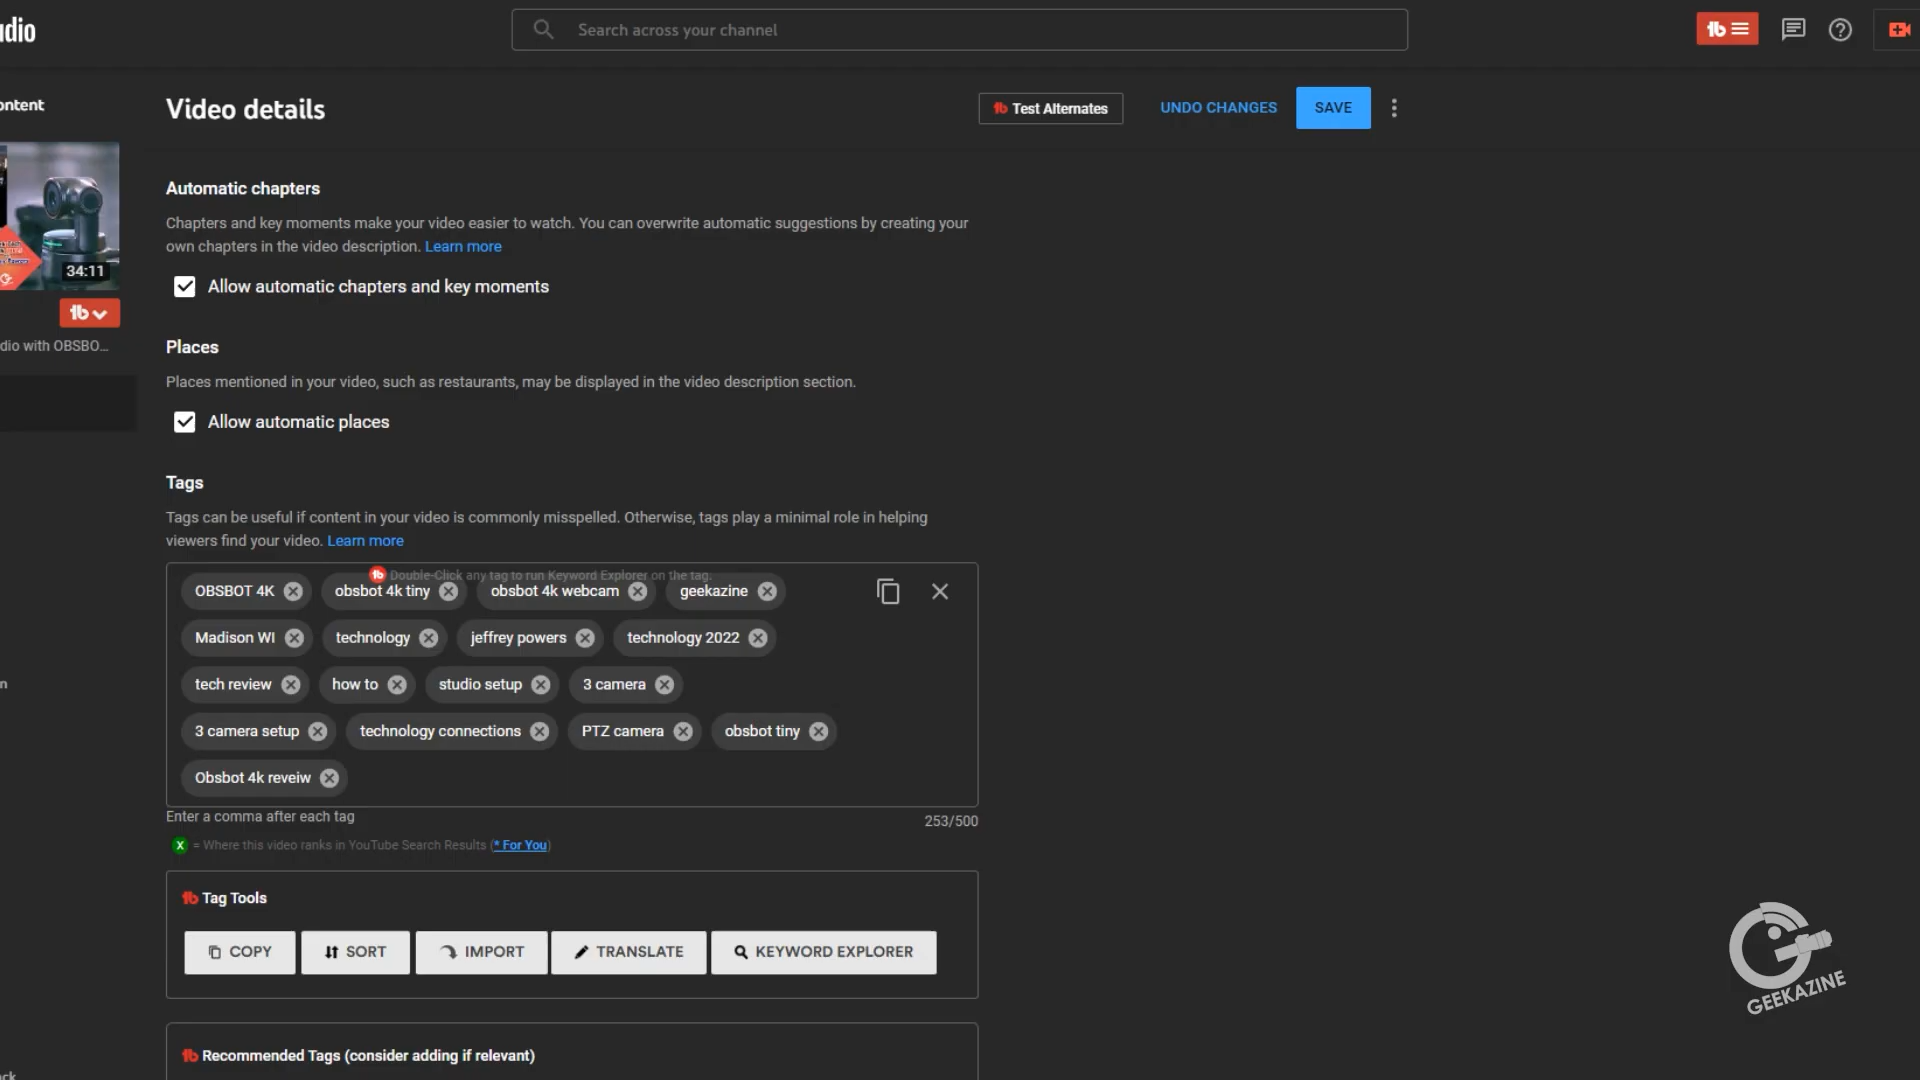 udio
Search across your channel
ontent
Video details
Test Alternates
UNDO CHANGES
SAVE
Automatic chapters
Chapters and key moments make your video easier to watch. You can overwrite automatic suggestions by creating your
own chapters in the video description. Learn more
34:11
Allow automatic chapters and key moments
dio with OBSBO...
Places
Places mentioned in your video, such as restaurants, may be displayed in the video description section.
Allow automatic places
Tags
Tags can be useful if content in your video is commonly misspelled. Otherwise, tags play a minimal role in helping
viewers find your video. Learn more
Double-Click any tag to run Keyword Explorer on the tag.
OBSBOT 4K obsbot 4k tiny obsbot 4k webcam geekazine
Madison WI technology jeffrey powers technology 2022
tech review how to studio setup 3 camera
n
3 camera setup technology connections PTZ camera obsbot tiny
Obsbot 4k reveiw
Enter a comma after each tag
253/500
X = Where this video ranks in YouTube Search Results (* For You)
Tag Tools
COPY SORT IMPORT TRANSLATE KEYWORD EXPLORER
GEEKAZINE
Recommended Tags (consider adding if relevant)
ack